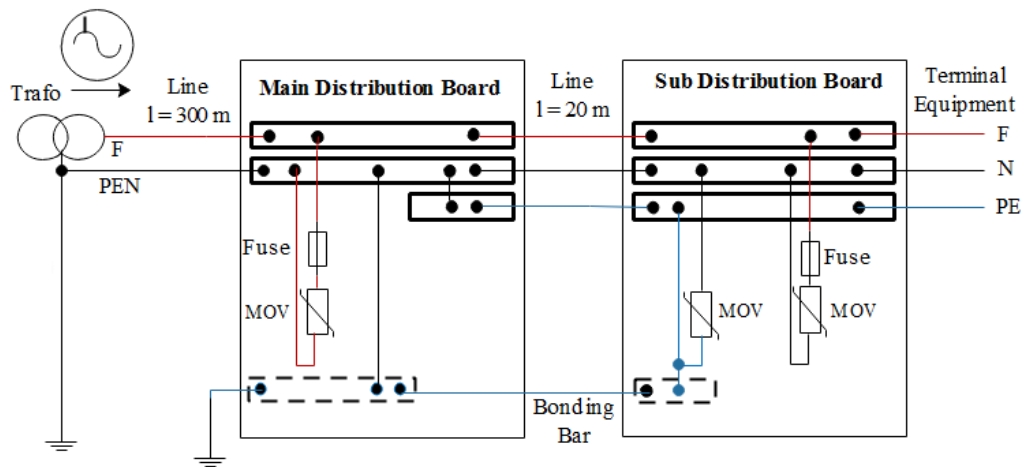 Trafo
Line
l = 300 m
F
PEN
Main Distribution Board
Fuse
MOV
Line
l = 20 m
Bonding
Bar
Sub Distribution Board
MOV
Fuse
MOV
Terminal
Equipment
F
N
PE